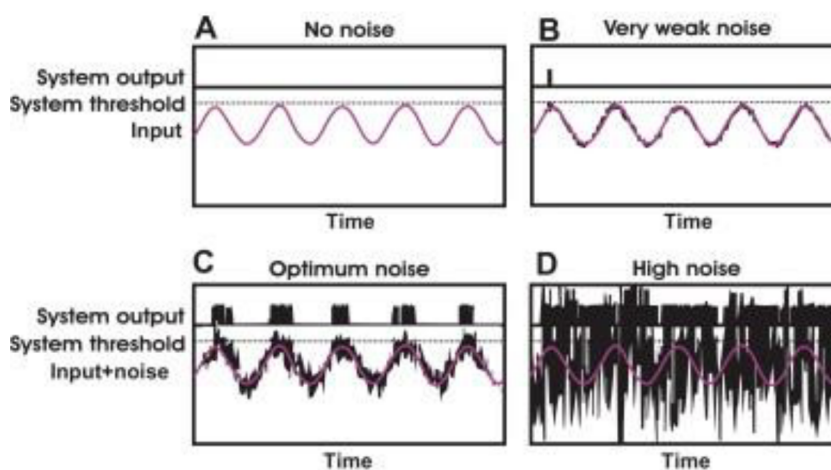 A No noise
System output
System threshold
Input
Time
B Very weak noise
Time
C Optimum noise
System output
System threshold
Input+noise
Time
D High noise
Time